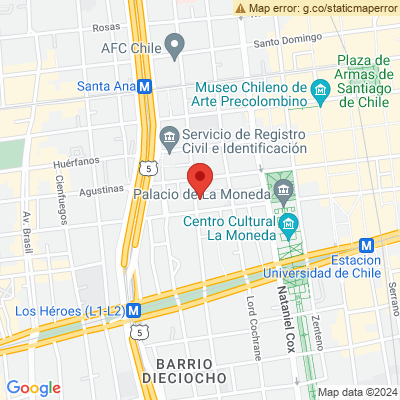 Map error: g.co/staticmaperror
Rosas
Santo Domingo
AFC Chile
Plaza de
Armas de
Santiago
de Chile
Santa Ana
M
Museo Chileno de
Arte Precolombino
Servicio de Registro
Civil e Identificación
Huérfanos
5
Agustinas
Cienfuegos
Av. Brasil
Palacio de La Moneda
Centro Cultural
La Moneda
M
Estacion
Universidad de Chile
Los Héroes (L1-L2)
M
5
Lord Cochrane
Nataniel Cox
Zenteno
Serrano
BARRIO
DIECIOCHO
Google
Map data ©2024